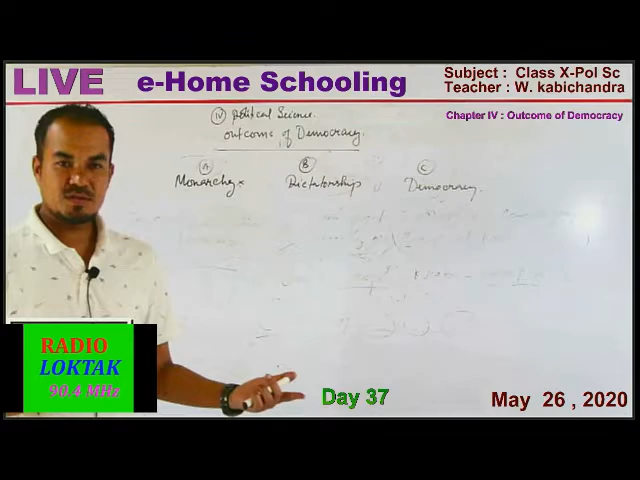 LIVE e-Home Schooling
Subject : Class X-Pol Sc
Teacher : W. kabichandra
Chapter IV : Outcome of Democracy
IV Political Science.
outcome of Democracy.
A B C
Monarchy Dictatorship Democracy.
RADIO
LOKTAK
90.4 MHz
Day 37
May 26 , 2020